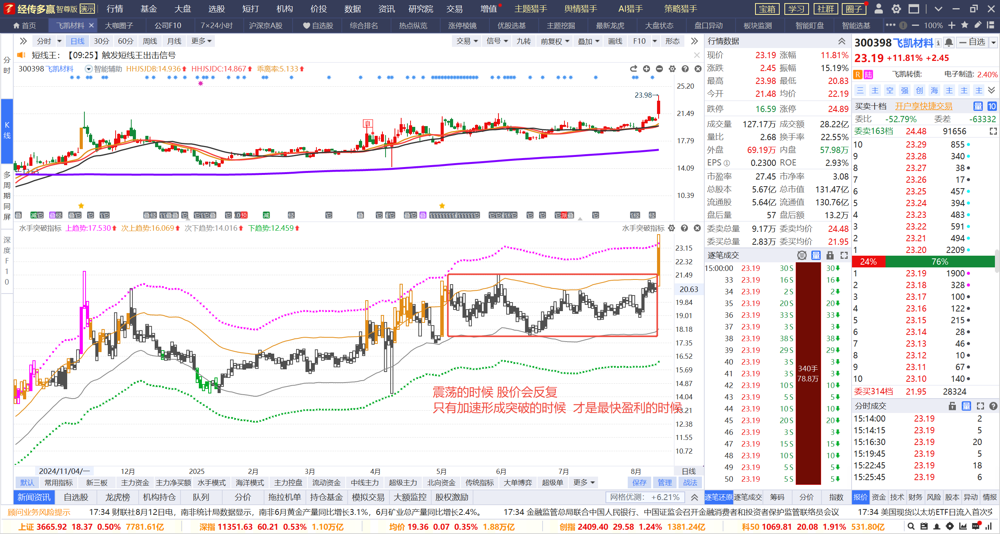 经传多赢 智尊版 演示 行情 基金 大盘 选股 短打 机构 价投 数据 资讯 研究院 交易 增值 主题猎手 舆情猎手 AI猎手 策略猎手 宝箱 学习 社群 圈子
首页 飞凯材料 大咖圈子 公司F10 7×24小时 沪深京A股 自选股 综合排名 热点纵览 涨停棱镜 优股选基 主题挖掘 最新龙虎 大盘状态 盘口异动 板块监测 智能盯盘 智能选基 100%
分时 日线 30分 60分 周线 月线 更多 交易 信号 九转 前复权 叠加 画线 F10 形态
短线王：【09:25】触发短线王出击信号
300398 飞凯材料 智能辅助 HHJSJDB:14.936 HHJSJDC:14.867 乖离率:5.133
分时
K线
多周期同屏
深度F10
25.20
23.98→
21.49
自
17.79
14.09
←13.63
10.39
水手突破指标 上趋势:17.530 次上趋势:16.069 次下趋势:14.016 下趋势:12.459 水手突破指标
23.15
22.32
21.49
20.63
19.84
19.01
18.18
17.35
16.52
15.69
14.87
14.04
13.21
12.38
11.55
10.72
震荡的时候 股价会反复
只有加速形成突破的时候 才是最快盈利的时候
2024/11/04/一 12月 2025 2月 3月 4月 5月 6月 7月 8月 日线
默认 常用指标 新三板 主力资金 主力净买额 水手模式 海洋模式 主力控盘 流动资金 中线主力 超级主力 北向资金 传统指标 大单博弈 超级单 更多 保存 管理 战法
新闻资讯 自选股 龙虎榜 机构持仓 队列 分价 拖拉机单 持仓基金 模拟交易 大额监控 股权激励 网格优测： +6.21%
行情数据
现价 23.19 涨幅 11.81%
涨跌 2.45 振幅 15.19%
最高 23.98 最低 20.83
今开 21.48 均价 22.19
跌停 16.59 涨停 24.89
成交量 127.17万 成交额 28.22亿
量比 2.68 换手率 22.55%
外盘 69.19万 内盘 57.98万
EPS ① 0.2300 ROE 2.93%
市盈率 27.45 市净率 3.08
总股本 5.67亿 总市值 131.47亿
流通股 5.64亿 流通值 130.76亿
盘后量 57 盘后额 13.2万
委卖总量 9.17万 委卖均价 24.48
委买总量 2.83万 委买均价 21.95
逐笔成交 单 量
15:00:00 23.19 30 S 30
33 23.19 16 S 16
34 23.19 2 S 2
35 23.19 20 S 20
36 23.19 33 S 33
37 23.19 3 S 3
38 23.19 38 S 38
39 23.19 29 S 29
40 23.19 3 S 3
41 23.19 3 S 3
42 23.19 10 S 10
43 23.19 5 S 5
44 23.19 10 S 10
45 23.19 20 S 20
46 23.19 3 S 3
47 23.19 15 S 15
48 23.19 10 S 10
49 23.19 5 S 5
50 23.19 5 S 5
340手
78.8万
逐笔还原 逐笔成交 筹码 分价 指数
300398 飞凯材料 自选
23.19 +11.81% +2.45
R 陆 飞凯转债: 电子制造: 2.40%
三 主 空 强 创 海 主 主 主
买卖十档 开户享快捷交易 量 10
委比 -52.79% 委差 -63332
委卖163档 24.48 91656
10 23.29 855
9 23.28 340
8 23.27 38
7 23.26 17
6 23.25 457
5 23.24 394
4 23.23 483
3 23.22 591
2 23.21 494
1 23.20 2209
24% 76%
1 23.19 1900
2 23.18 328
3 23.17 100
4 23.16 122
5 23.15 215
6 23.14 28
7 23.13 46
8 23.12 10
9 23.11 67
10 23.10 140
委买314档 21.95 28324
分时成交 量
15:14:00 23.19 2
15:14:15 23.19 5
15:16:30 23.19 20
15:19:45 23.19 5
15:22:45 23.19 18
15:25:45 23.19 6
报价 资金 技术 财务 风险 股本 异动 情报
顾问业务风险提示 17:34 财联社8月12日电，南非统计局数据显示，南非6月黄金产量同比增长3.1%，6月矿业总产量同比增长2.4%。 17:34 金融监管总局联合中国人民银行、中国证监会召开金融消费者和投资者保护监管联络员会议 17:34 美国现货以太坊ETF日流入首次突
上证 3665.92 18.37 0.50% 7781.61亿 深指 11351.63 60.21 0.53% 1.10万亿 均价 19.36 0.07 0.35% 1.88万亿 创指 2409.40 29.58 1.24% 1381.24亿 科50 1069.81 20.08 1.91% 531.80亿